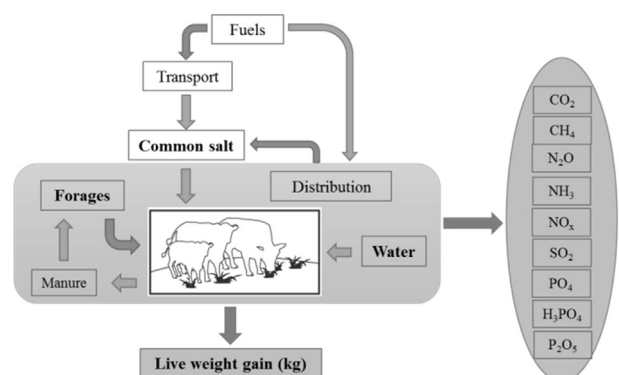 Fuels
Transport
Common salt
Distribution
Forages
Water
Manure
Live weight gain (kg)
CO₂
CH₄
N₂O
NH₃
NOₓ
SO₂
PO₄
H₃PO₄
P₂O₅